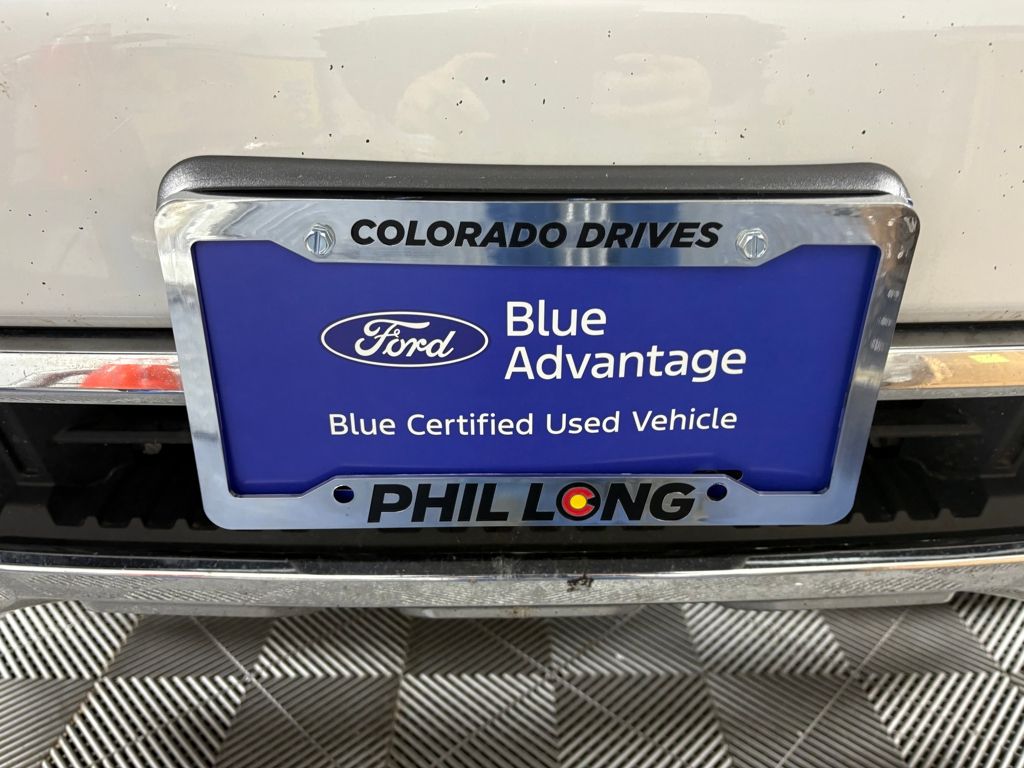 COLORADO DRIVES
Ford
Blue
Advantage
Blue Certified Used Vehicle
PHIL LONG